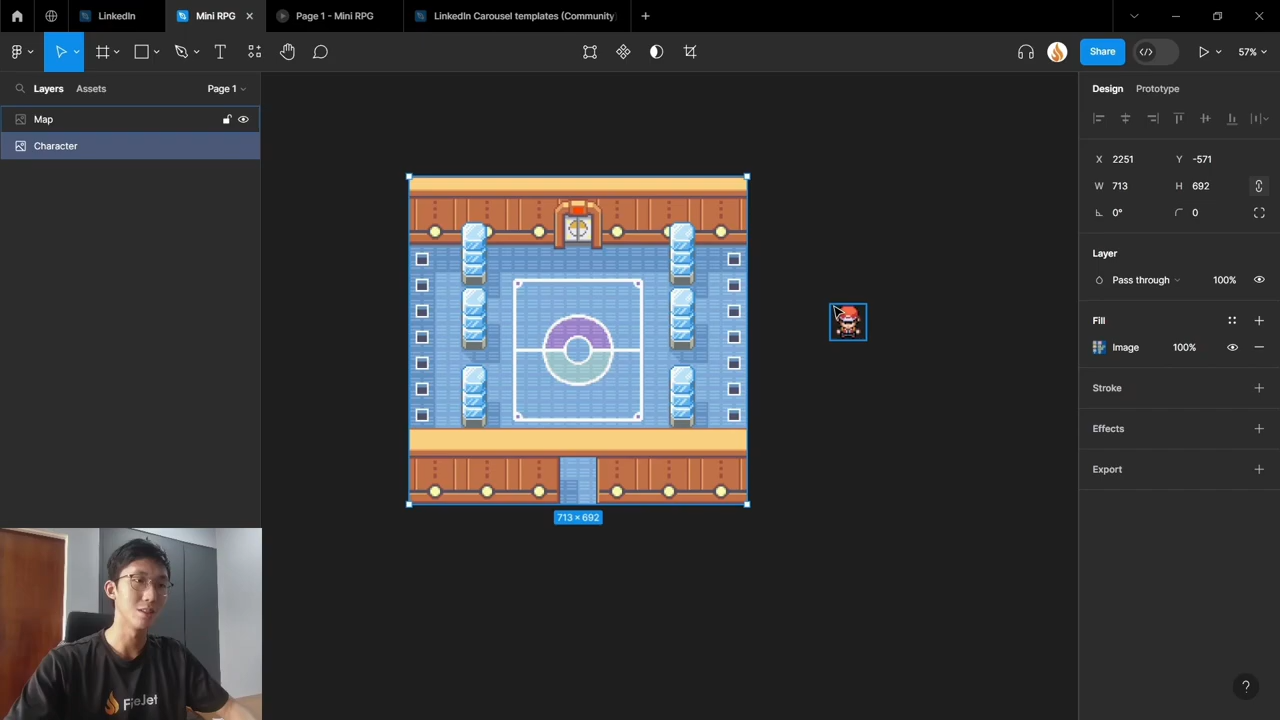 LinkedIn
Mini RPG
Page 1 - Mini RPG
LinkedIn Carousel templates (Community
Share
57%
Layers
Assets
Page 1
Map
Character
713 × 692
Design
Prototype
X 2251
Y -571
W 713
H 692
0°
0
Layer
Pass through
100%
Fill
Image
100%
Stroke
Effects
Export
?